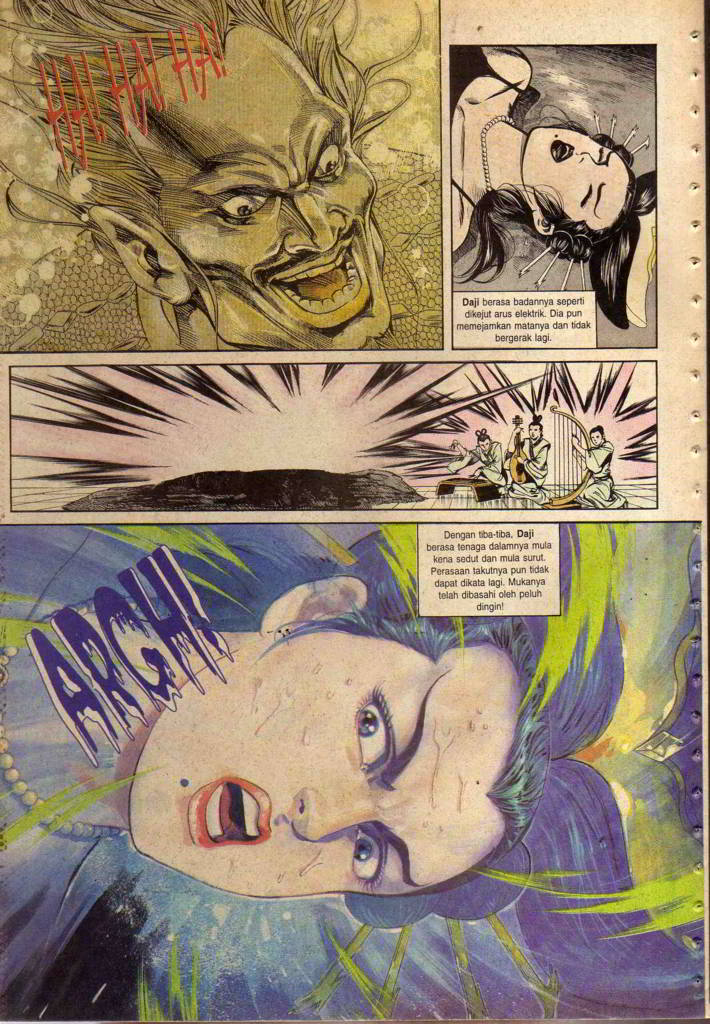 HA! HA! HA!
Daji berasa badannya seperti
dikejut arus elektrik. Dia pun
memejamkan matanya dan tidak
bergerak lagi.
Dengan tiba-tiba, Daji
berasa tenaga dalamnya mula
kena sedut dan mula surut.
Perasaan takutnya pun tidak
dapat dikata lagi. Mukanya
telah dibasahi oleh peluh
dingin!
ARGH!